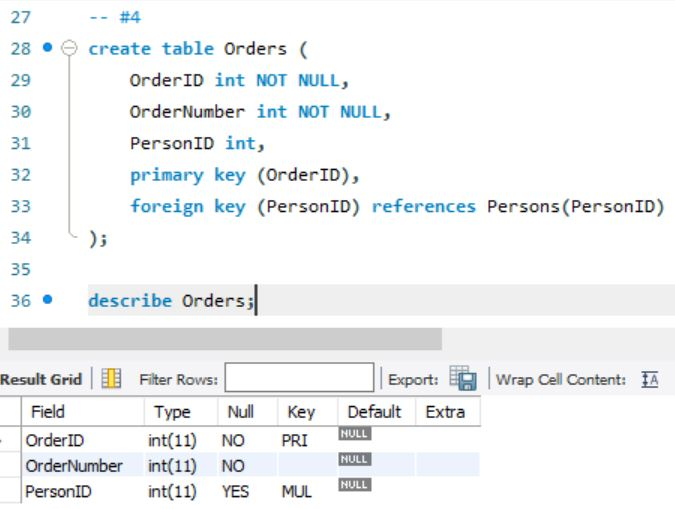 27 -- #4
28 create table Orders (
29 OrderID int NOT NULL,
30 OrderNumber int NOT NULL,
31 PersonID int,
32 primary key (OrderID),
33 foreign key (PersonID) references Persons(PersonID)
34 );
35
36 describe Orders;
Result Grid Filter Rows: Export: Wrap Cell Content: IA
Field Type Null Key Default Extra
OrderID int(11) NO PRI NULL
OrderNumber int(11) NO NULL
PersonID int(11) YES MUL NULL